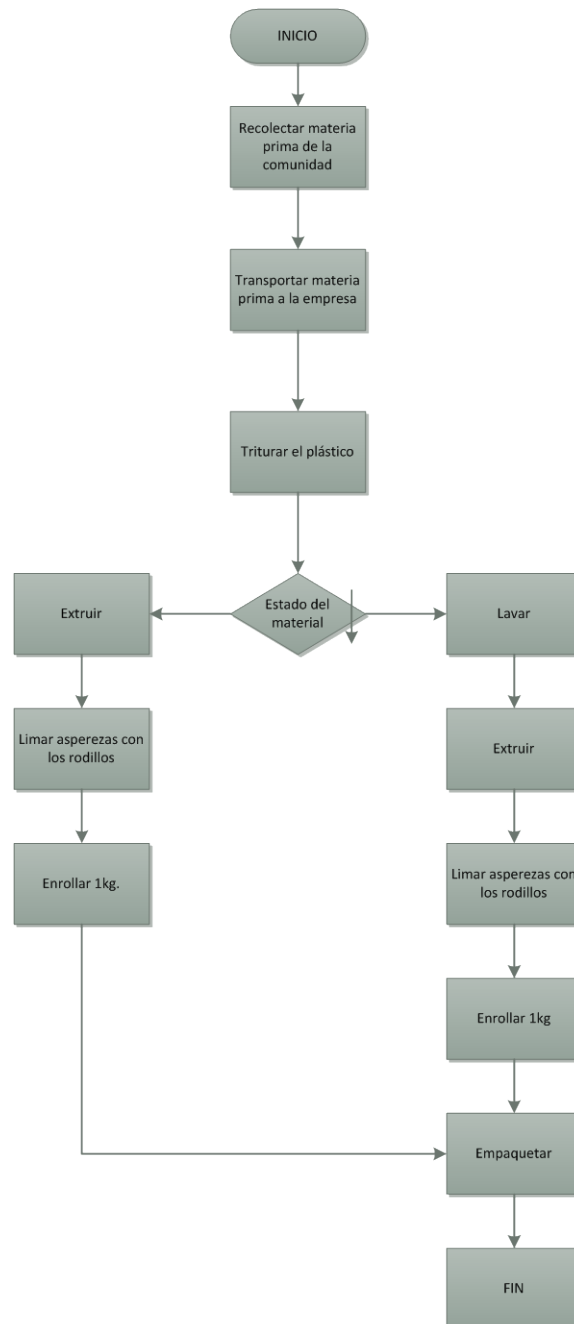 INICIO
Recolectar materia
prima de la
comunidad
Transportar materia
prima a la empresa
Triturar el plástico
Extruir
Estado del
material
Lavar
Limar asperezas con
los rodillos
Extruir
Enrollar 1kg.
Limar asperezas con
los rodillos
Enrollar 1kg
Empaquetar
FIN